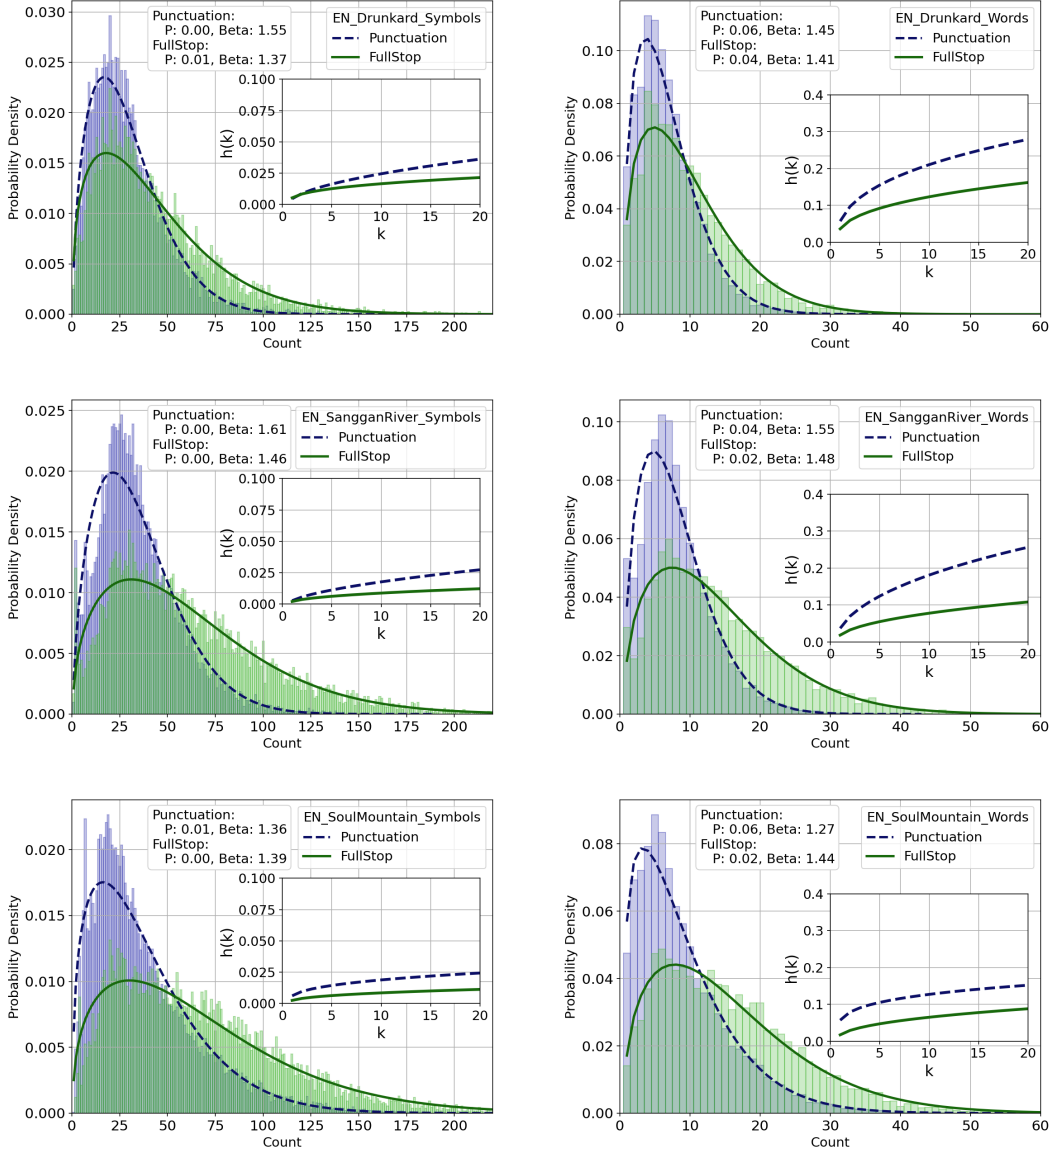 Punctuation:
P: 0.00, Beta: 1.55
FullStop:
P: 0.01, Beta: 1.37
EN_Drunkard_Symbols
Punctuation
FullStop
0.030
0.025
0.020
0.015
0.010
0.005
0.000
Probability Density
0 25 50 75 100 125 150 175 200
Count
0.100
0.075
0.050
0.025
0.000
h(k)
0 5 10 15 20
k
Punctuation:
P: 0.06, Beta: 1.45
FullStop:
P: 0.04, Beta: 1.41
EN_Drunkard_Words
Punctuation
FullStop
0.10
0.08
0.06
0.04
0.02
0.00
Probability Density
0 10 20 30 40 50 60
Count
0.4
0.3
0.2
0.1
0.0
h(k)
0 5 10 15 20
k
Punctuation:
P: 0.00, Beta: 1.61
FullStop:
P: 0.00, Beta: 1.46
EN_SangganRiver_Symbols
Punctuation
FullStop
0.025
0.020
0.015
0.010
0.005
0.000
Probability Density
0 25 50 75 100 125 150 175 200
Count
0.100
0.075
0.050
0.025
0.000
h(k)
0 5 10 15 20
k
Punctuation:
P: 0.04, Beta: 1.55
FullStop:
P: 0.02, Beta: 1.48
EN_SangganRiver_Words
Punctuation
FullStop
0.10
0.08
0.06
0.04
0.02
0.00
Probability Density
0 10 20 30 40 50 60
Count
0.4
0.3
0.2
0.1
0.0
h(k)
0 5 10 15 20
k
Punctuation:
P: 0.01, Beta: 1.36
FullStop:
P: 0.00, Beta: 1.39
EN_SoulMountain_Symbols
Punctuation
FullStop
0.020
0.015
0.010
0.005
0.000
Probability Density
0 25 50 75 100 125 150 175 200
Count
0.100
0.075
0.050
0.025
0.000
h(k)
0 5 10 15 20
k
Punctuation:
P: 0.06, Beta: 1.27
FullStop:
P: 0.02, Beta: 1.44
EN_SoulMountain_Words
Punctuation
FullStop
0.08
0.06
0.04
0.02
0.00
Probability Density
0 10 20 30 40 50 60
Count
0.4
0.3
0.2
0.1
0.0
h(k)
0 5 10 15 20
k